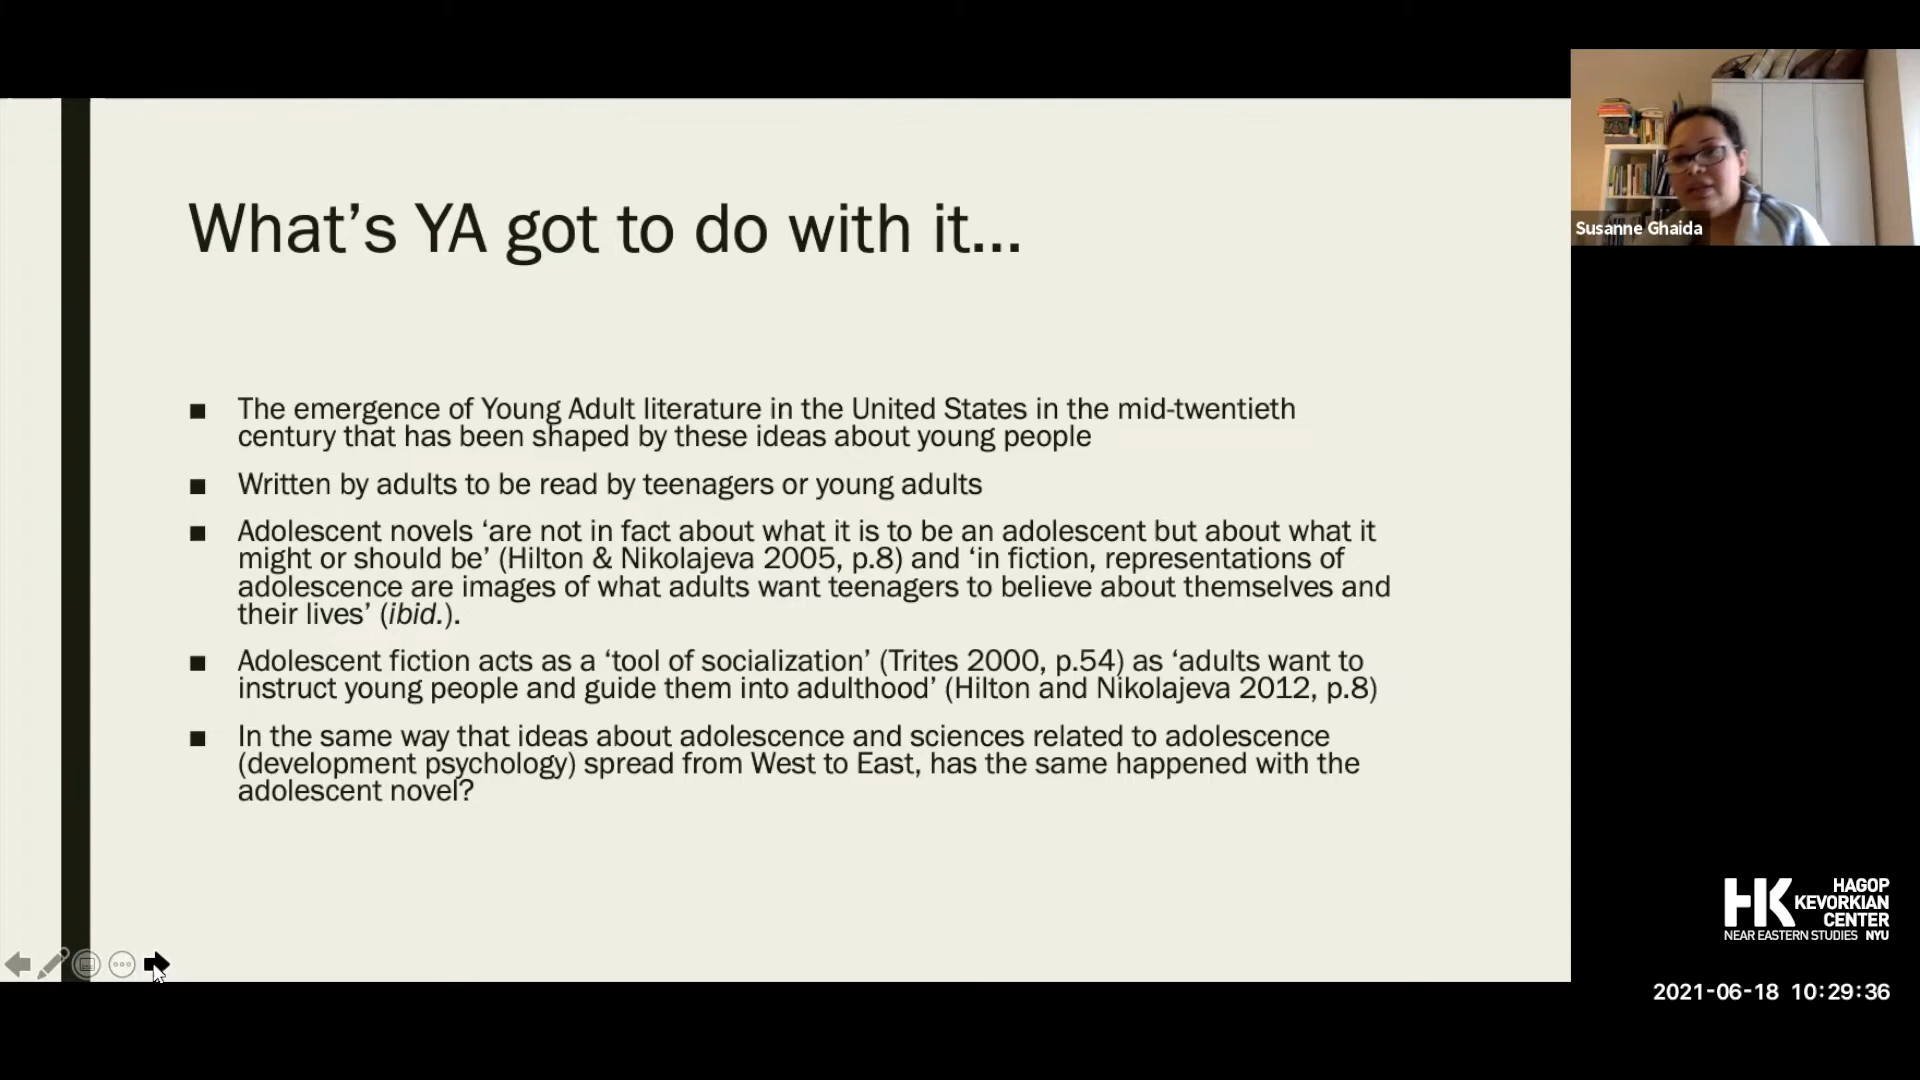 What’s YA got to do with it...
■ The emergence of Young Adult literature in the United States in the mid-twentieth
century that has been shaped by these ideas about young people
■ Written by adults to be read by teenagers or young adults
■ Adolescent novels ‘are not in fact about what it is to be an adolescent but about what it
might or should be’ (Hilton & Nikolajeva 2005, p.8) and ‘in fiction, representations of
adolescence are images of what adults want teenagers to believe about themselves and
their lives’ (ibid.).
■ Adolescent fiction acts as a ‘tool of socialization’ (Trites 2000, p.54) as ‘adults want to
instruct young people and guide them into adulthood’ (Hilton and Nikolajeva 2012, p.8)
■ In the same way that ideas about adolescence and sciences related to adolescence
(development psychology) spread from West to East, has the same happened with the
adolescent novel?
Susanne Ghaida
HK
HAGOP
KEVORKIAN
CENTER
NEAR EASTERN STUDIES NYU
2021-06-18 10:29:36